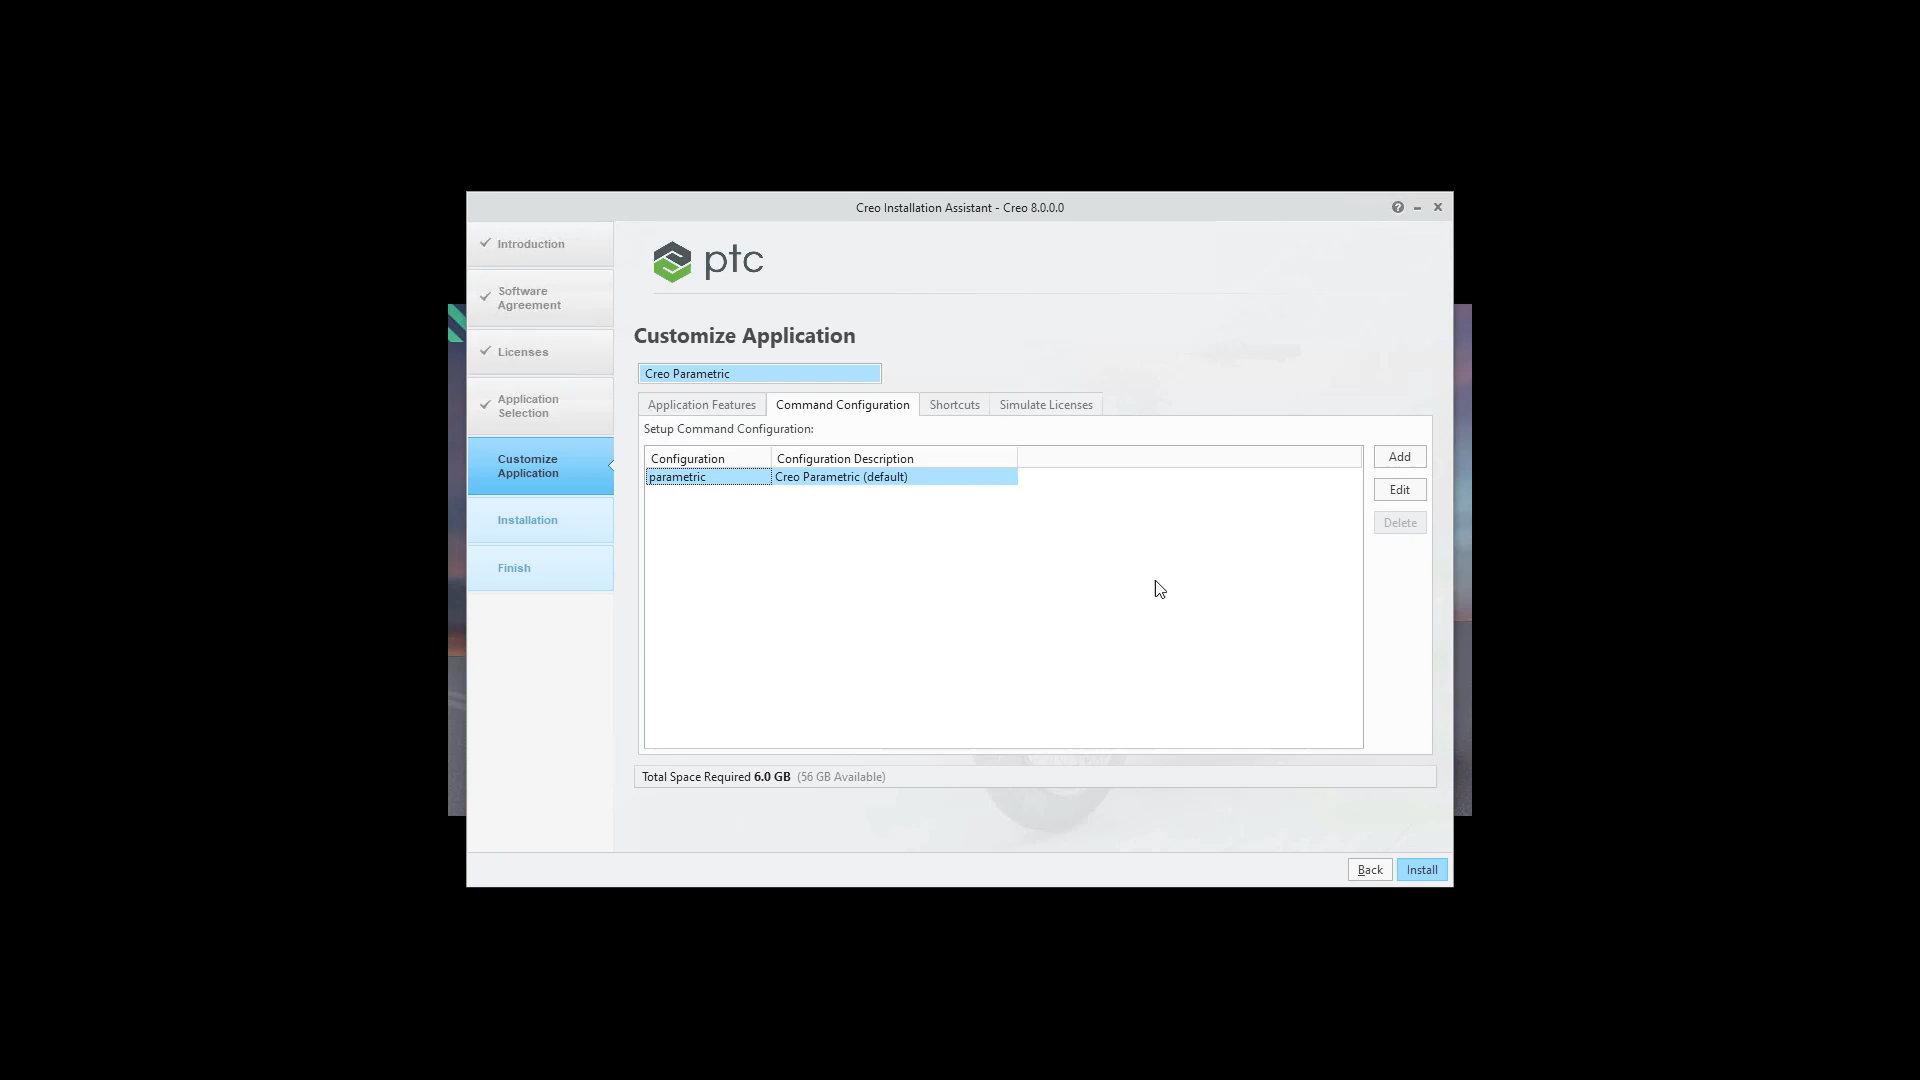 Creo Installation Assistant - Creo 8.0.0.0
Introduction
Software
Agreement
Licenses
Application
Selection
Customize
Application
Installation
Finish
ptc
Customize Application
Creo Parametric
Application Features
Command Configuration
Shortcuts
Simulate Licenses
Setup Command Configuration:
Configuration
Configuration Description
parametric
Creo Parametric (default)
Add
Edit
Delete
Total Space Required 6.0 GB (56 GB Available)
Back
Install